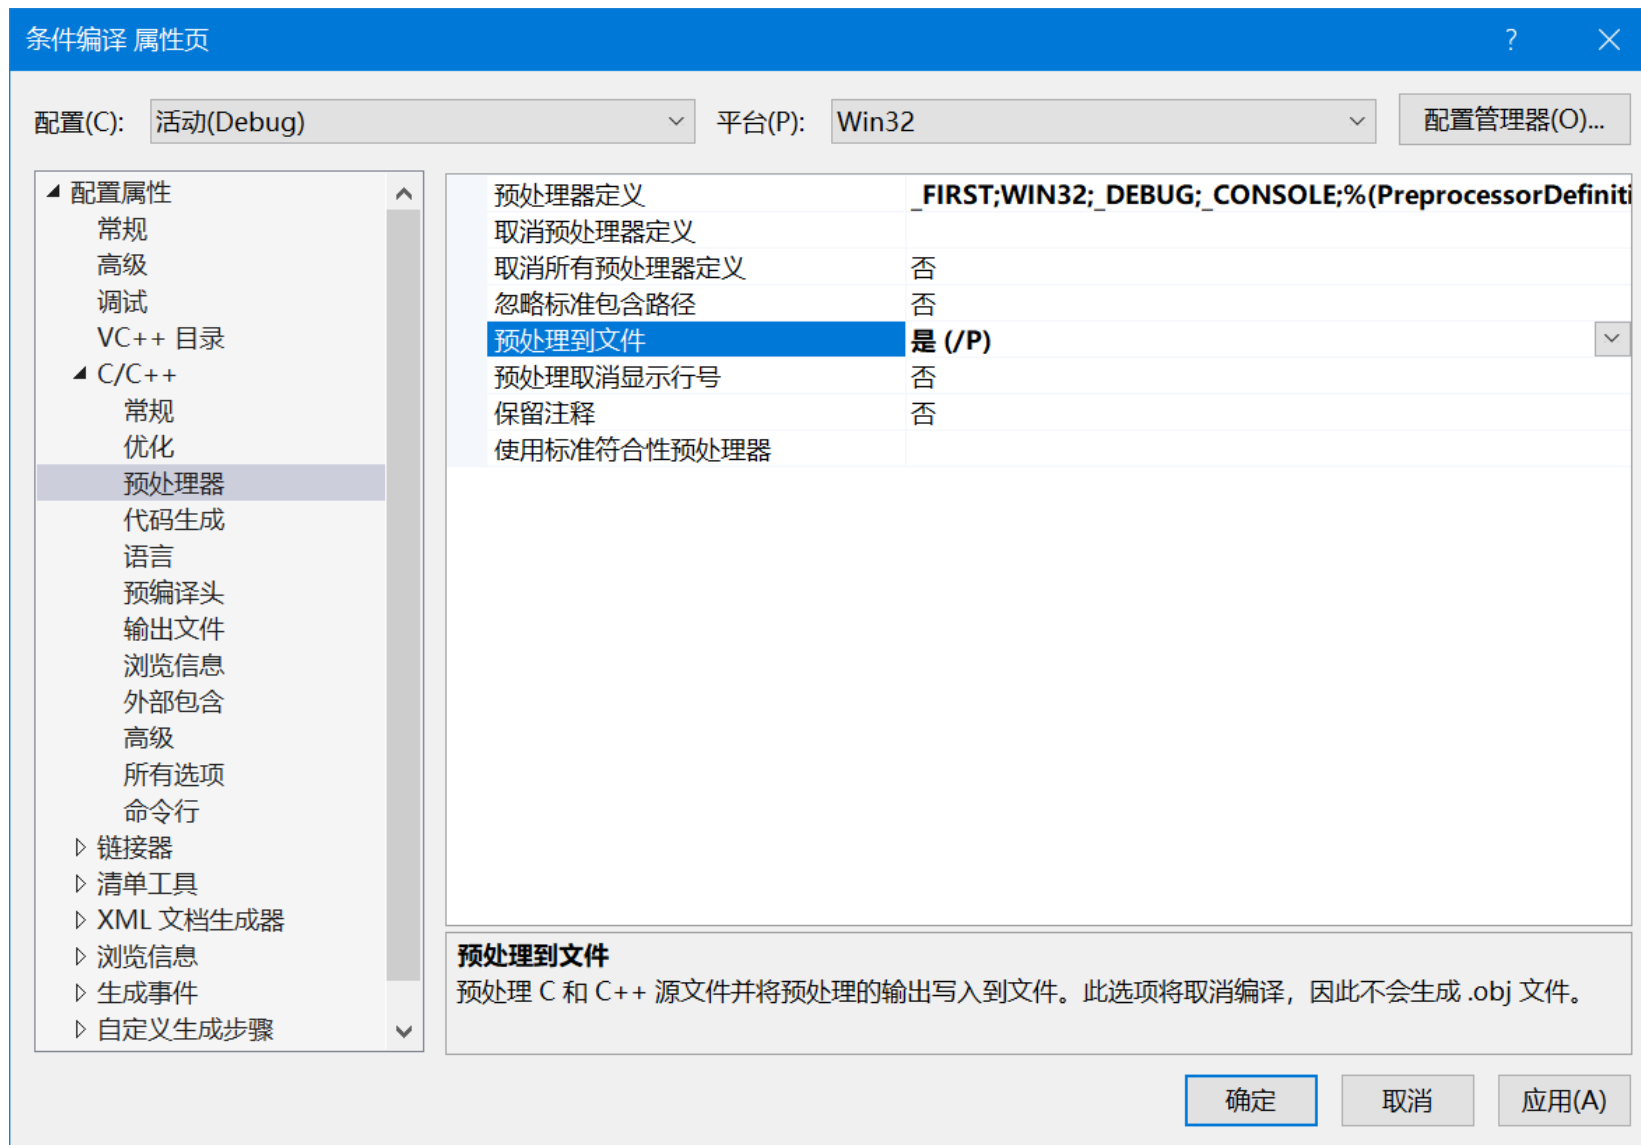 条件编译 属性页
配置(C): 活动(Debug) 平台(P): Win32 配置管理器(O)...
配置属性
常规
高级
调试
VC++ 目录
C/C++
常规
优化
预处理器
代码生成
语言
预编译头
输出文件
浏览信息
外部包含
高级
所有选项
命令行
链接器
清单工具
XML 文档生成器
浏览信息
生成事件
自定义生成步骤
预处理器定义 _FIRST;WIN32;_DEBUG;_CONSOLE;%(PreprocessorDefiniti
取消预处理器定义
取消所有预处理器定义 否
忽略标准包含路径 否
预处理到文件 是 (/P)
预处理取消显示行号 否
保留注释 否
使用标准符合性预处理器
预处理到文件
预处理 C 和 C++ 源文件并将预处理的输出写入到文件。此选项将取消编译，因此不会生成 .obj 文件。
确定 取消 应用(A)